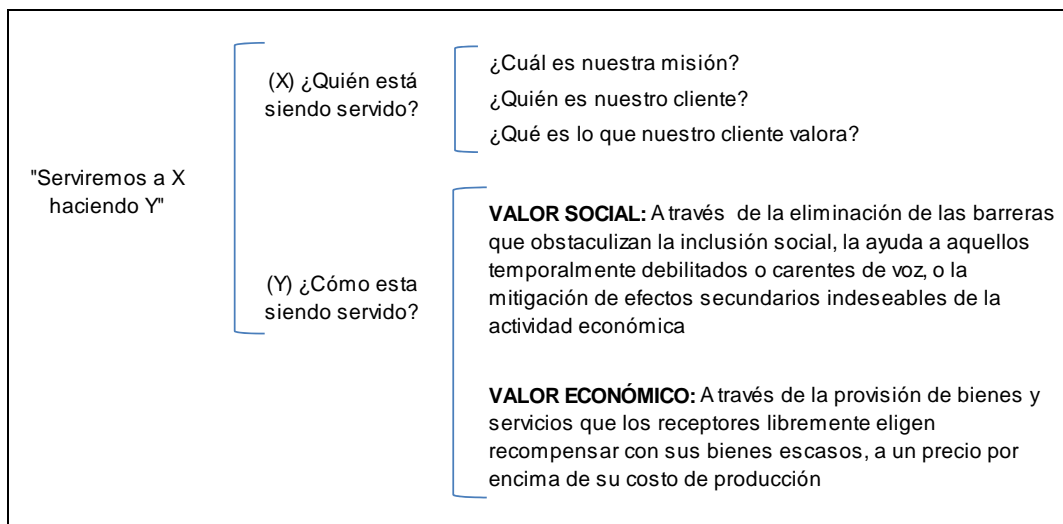 "Serviremos a X
haciendo Y"
(X) ¿Quién está
siendo servido?
¿Cuál es nuestra misión?
¿Quién es nuestro cliente?
¿Qué es lo que nuestro cliente valora?
(Y) ¿Cómo esta
siendo servido?
VALOR SOCIAL: A través de la eliminación de las barreras
que obstaculizan la inclusión social, la ayuda a aquellos
temporalmente debilitados o carentes de voz, o la
mitigación de efectos secundarios indeseables de la
actividad económica
VALOR ECONÓMICO: A través de la provisión de bienes y
servicios que los receptores libremente eligen
recompensar con sus bienes escasos, a un precio por
encima de su costo de producción